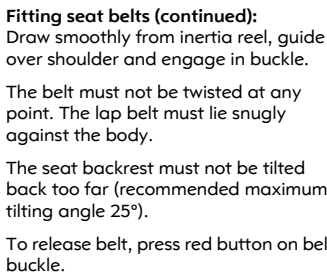 Fitting seat belts (continued):
Draw smoothly from inertia reel, guide
over shoulder and engage in buckle.
The belt must not be twisted at any
point. The lap belt must lie snugly
against the body.
The seat backrest must not be tilted
back too far (recommended maximum
tilting angle 25°).
To release belt, press red button on bel
buckle.